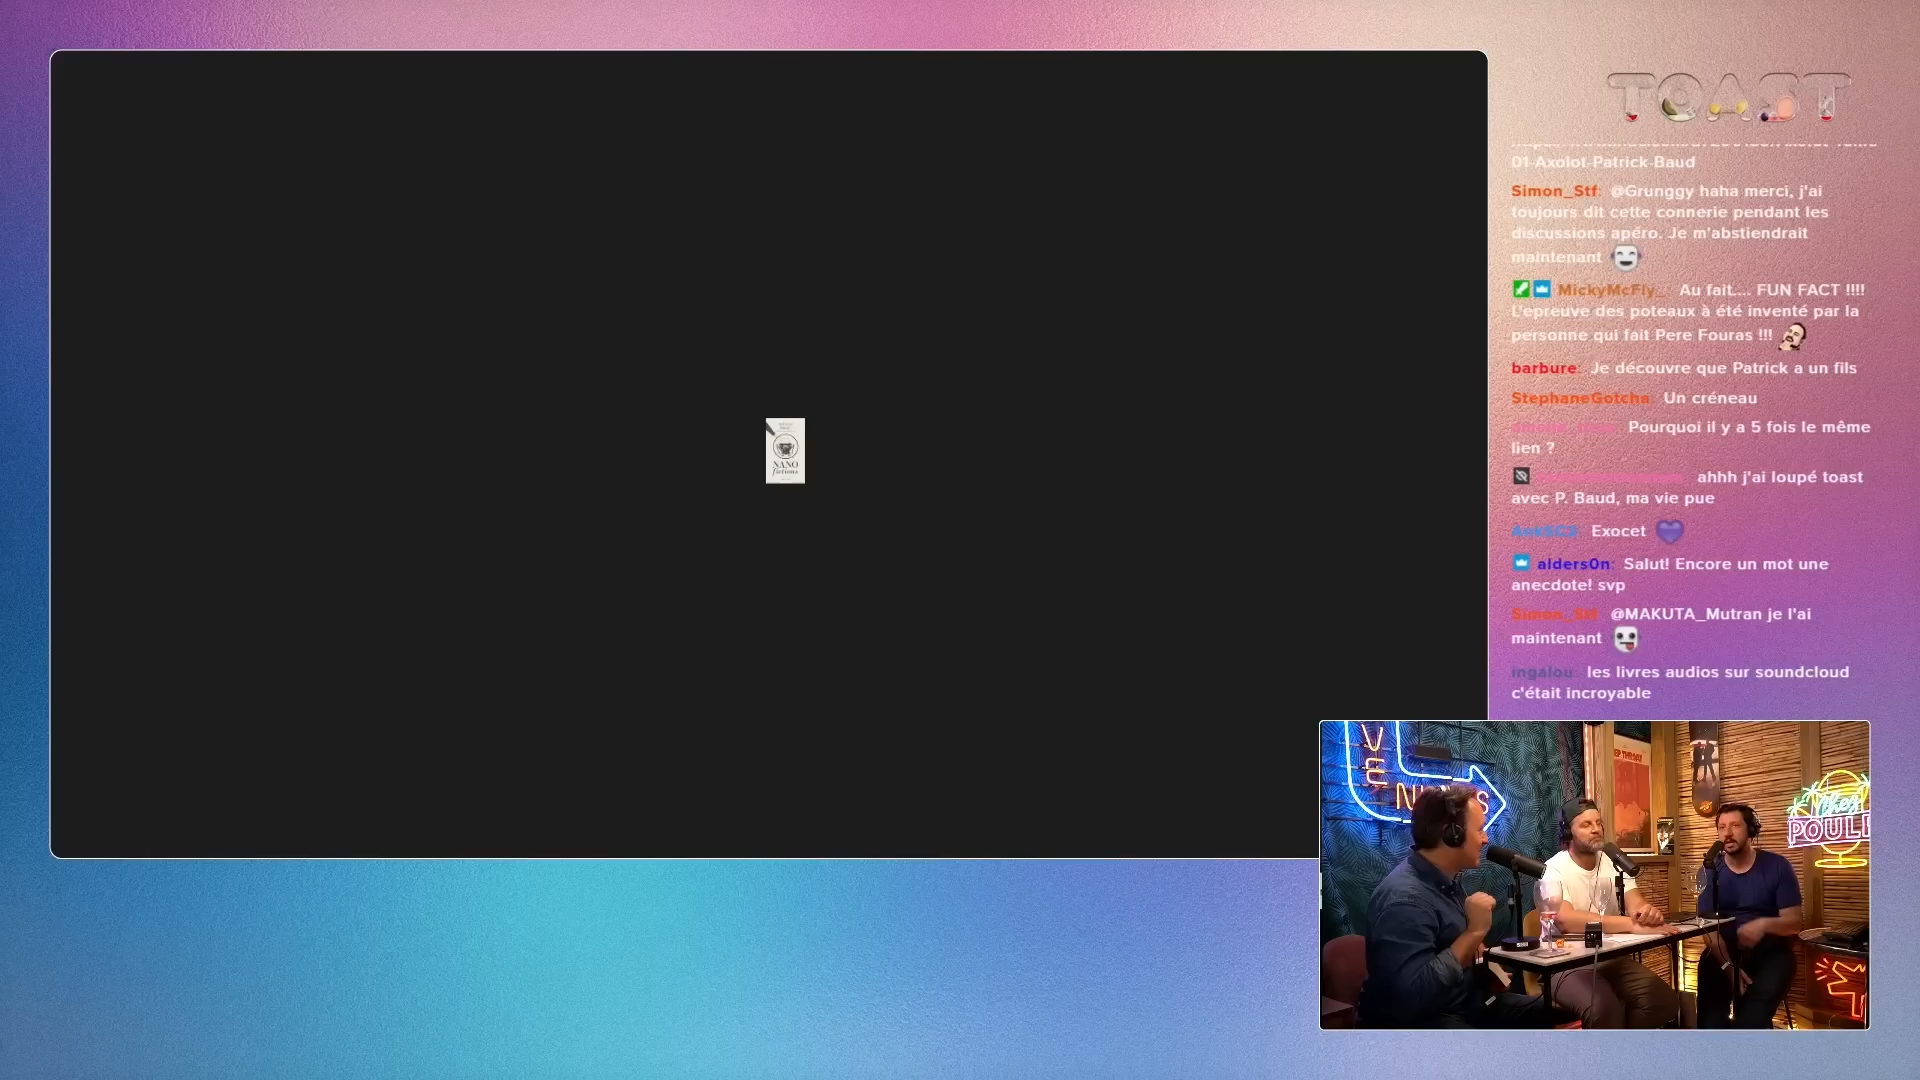 TOAST
01-Axolot-Patrick-Baud
Simon_Stf: @Grunggy haha merci, j'ai
toujours dit cette connerie pendant les
discussions apéro. Je m'abstiendrait
maintenant
MickyMcFly_: Au fait.... FUN FACT !!!!
L'epreuve des poteaux à été inventé par la
personne qui fait Pere Fouras !!!
barbure: Je découvre que Patrick a un fils
StephaneGotcha: Un créneau
Pourquoi il y a 5 fois le même
lien ?
ahhh j'ai loupé toast
avec P. Baud, ma vie pue
Exocet
alders0n: Salut! Encore un mot une
anecdote! svp
Simon_Stf: @MAKUTA_Mutran je l'ai
maintenant
ingalou: les livres audios sur soundcloud
c'était incroyable
NANO
fictions
VE
NEWS
Chez
POUL